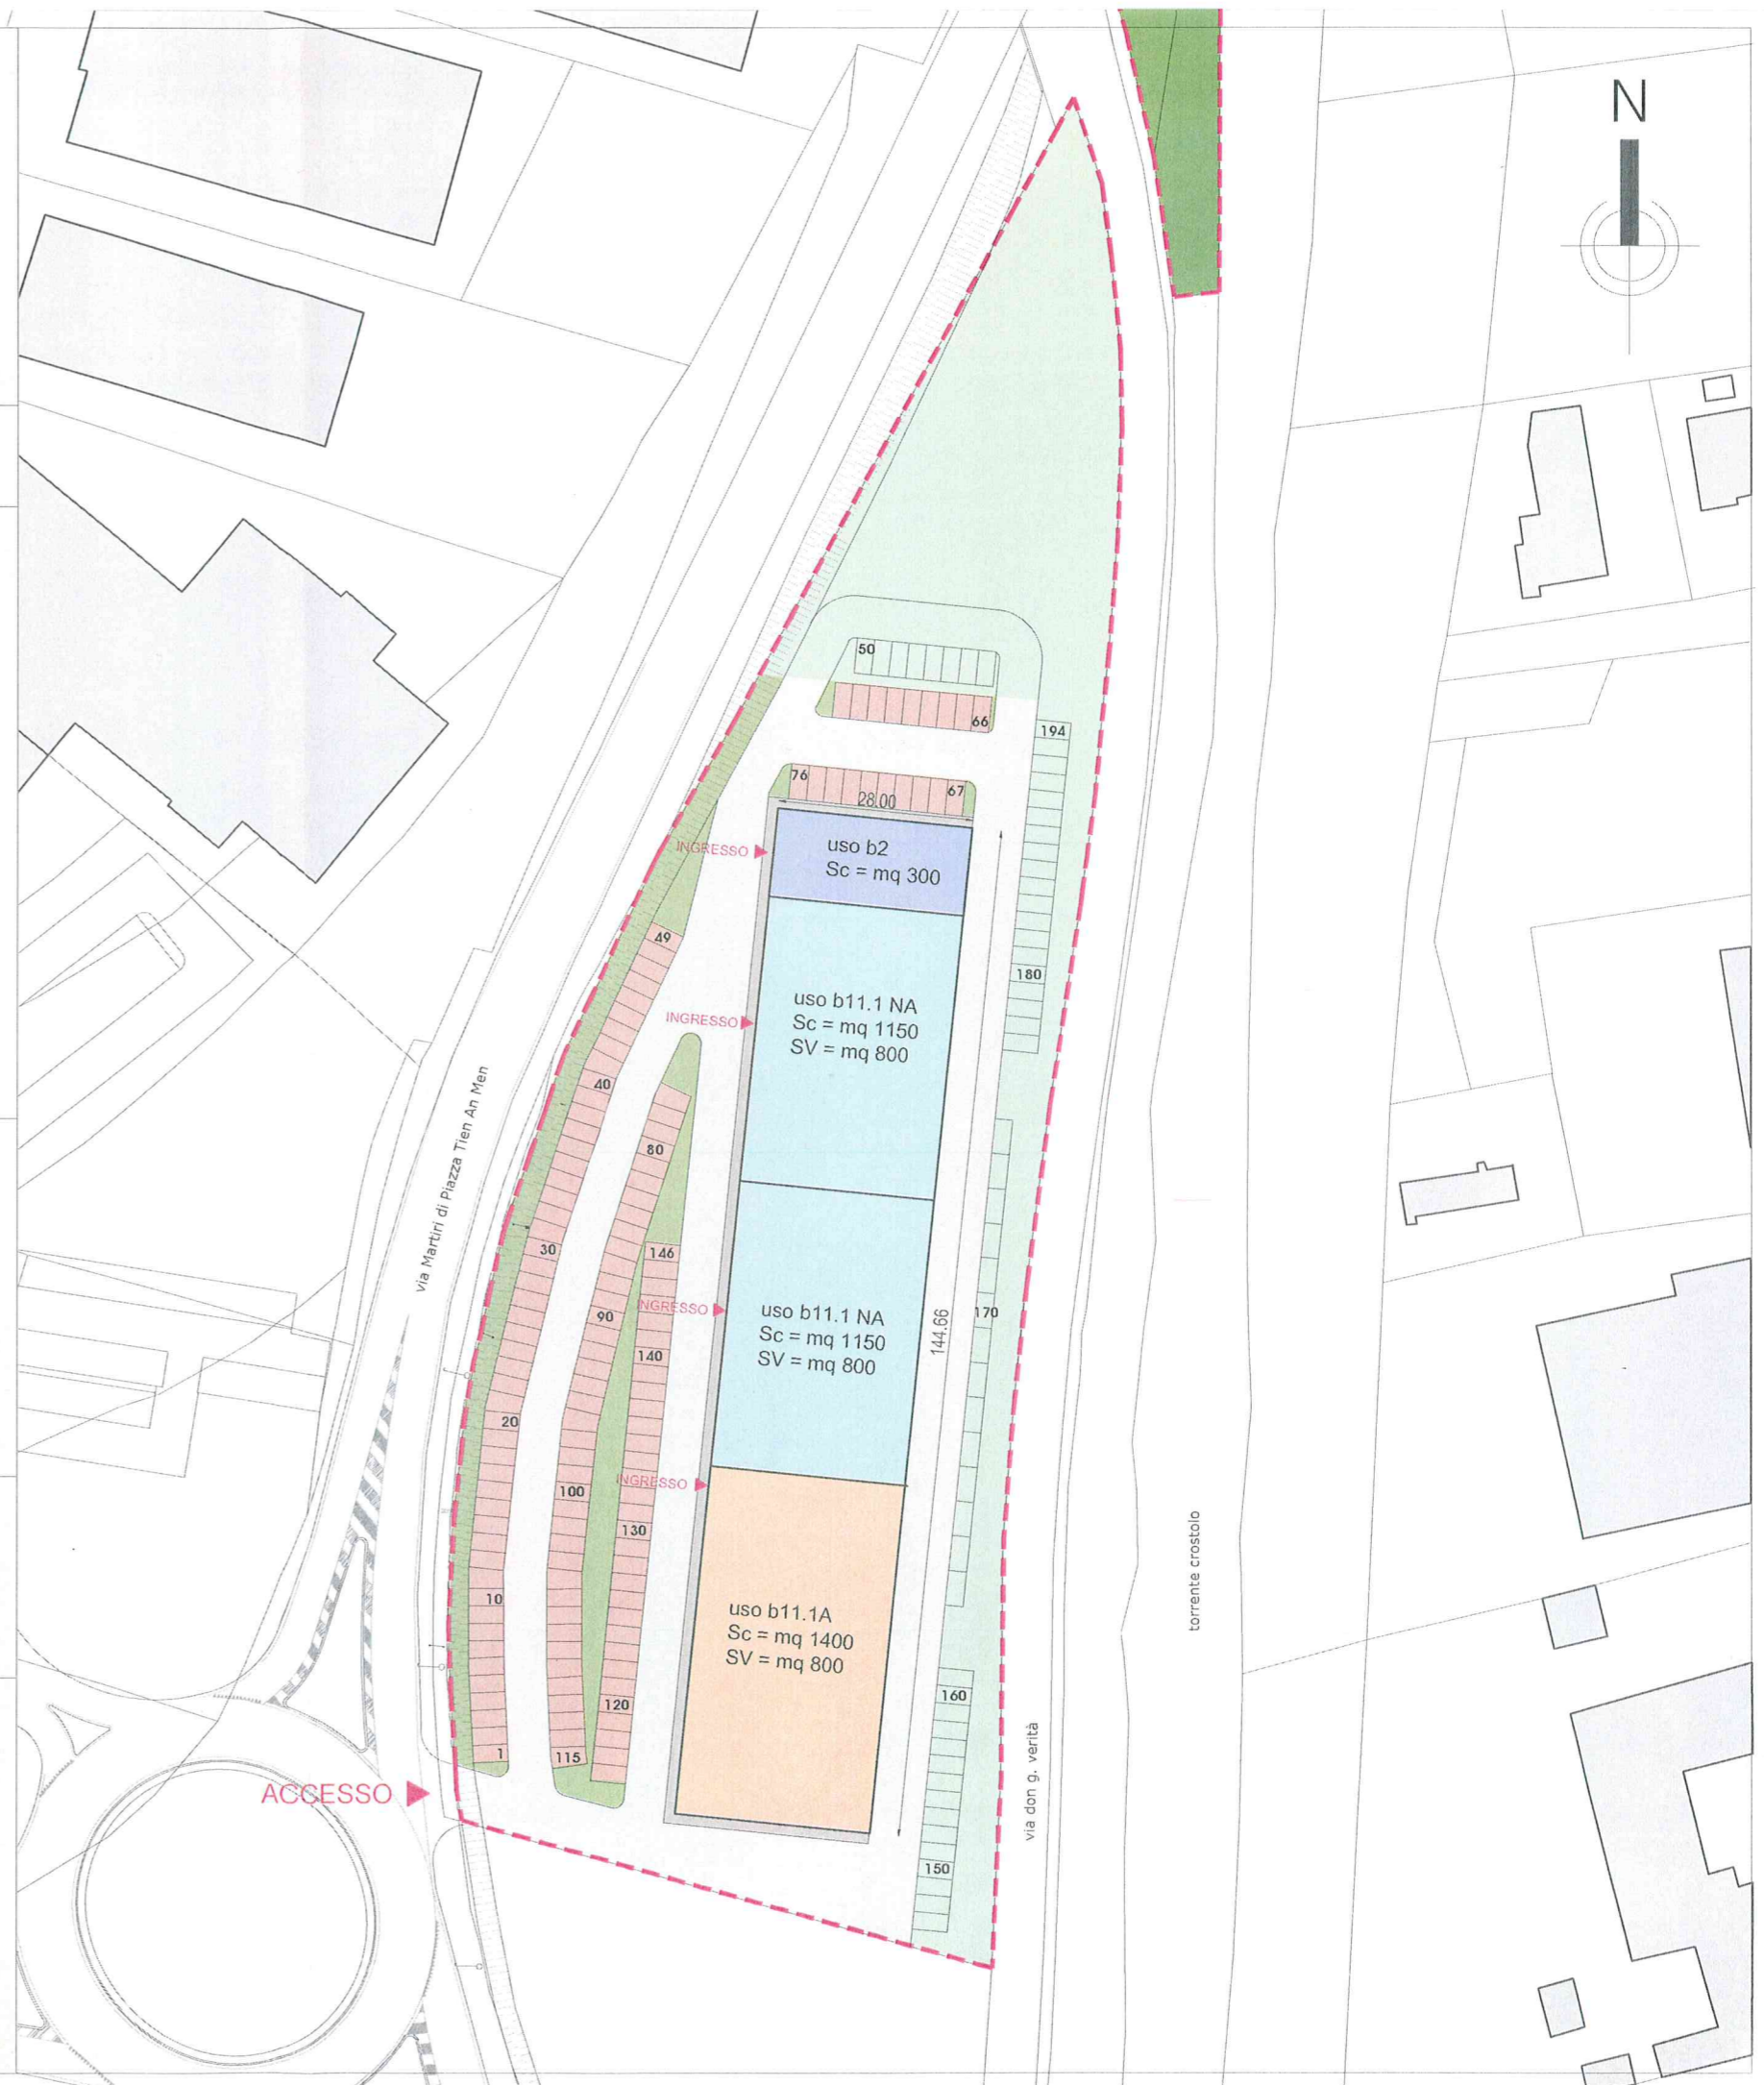 N
50
66
194
76
67
28.00
INGRESSO
uso b2
Sc = mq 300
49
180
INGRESSO
uso b11.1 NA
Sc = mq 1150
SV = mq 800
40
via Martiri di Piazza Tien An Men
80
30
146
90
INGRESSO
uso b11.1 NA
Sc = mq 1150
SV = mq 800
170
144.66
140
20
100
INGRESSO
130
torrente crostolo
10
uso b11.1A
Sc = mq 1400
SV = mq 800
120
160
1
115
via don g. verità
ACCESSO
150